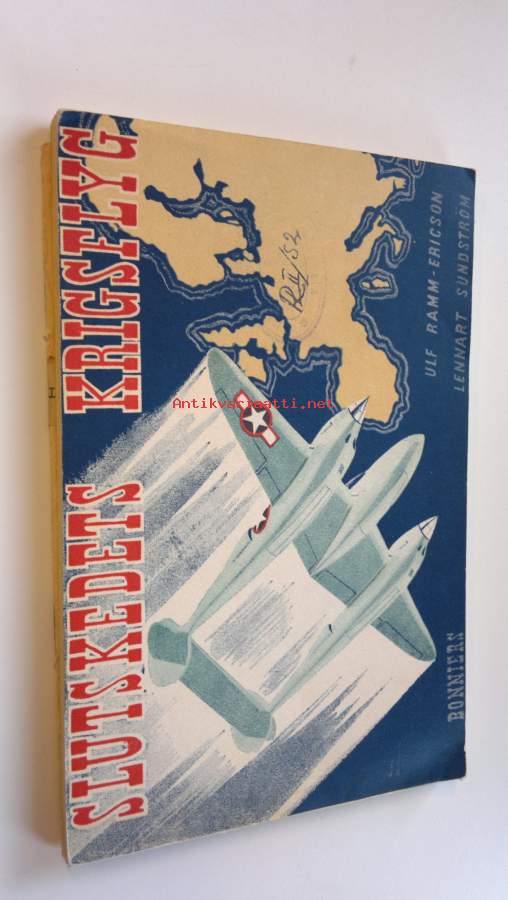 SLUTSKEDETS KRIGSFLYG
ULF RAMM-ERICSON
LENNART SUNDSTRÖM
BONNIERS
Antikvariaatti.net
H